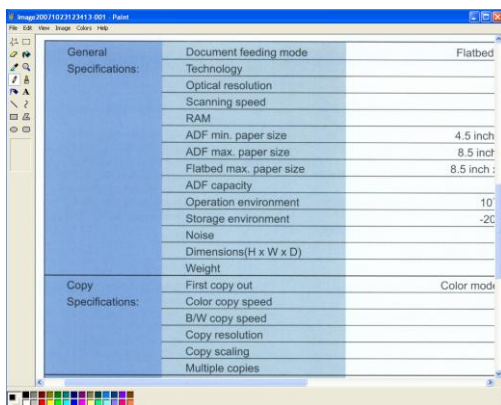 Image20071023123413-001 - Paint
File Edit View Image Colors Help
General Specifications:
Document feeding mode Flatbed
Technology
Optical resolution
Scanning speed
RAM
ADF min. paper size 4.5 inch
ADF max. paper size 8.5 inch
Flatbed max. paper size 8.5 inch x
ADF capacity
Operation environment 10
Storage environment -20
Noise
Dimensions(H x W x D)
Weight
Copy Specifications:
First copy out Color mode
Color copy speed
B/W copy speed
Copy resolution
Copy scaling
Multiple copies